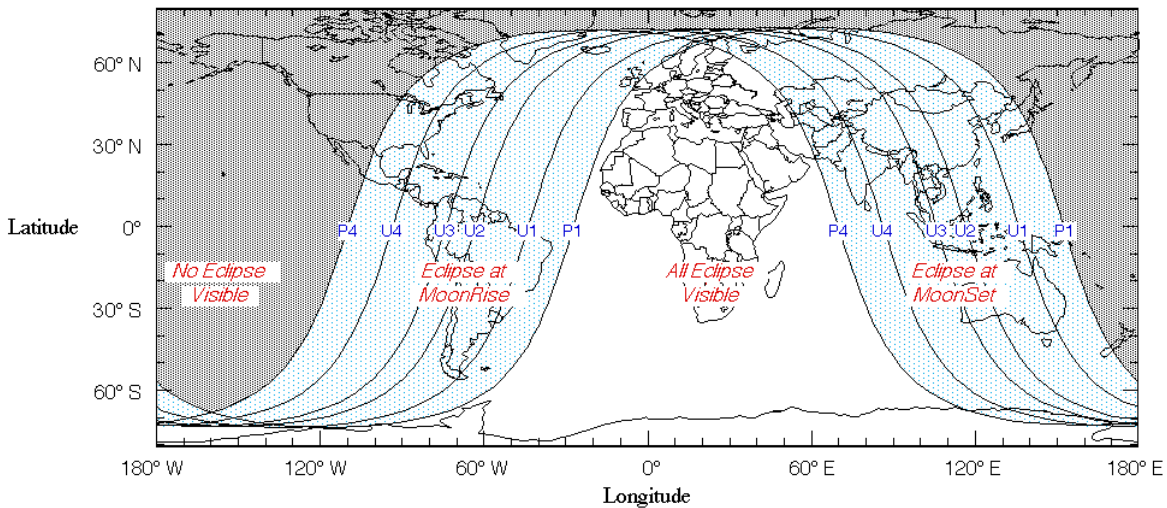 60° N
30° N
Latitude
0°
P4 U4 U3 U2 U1 P1 P4 U4 U3 U2 U1 P1
No Eclipse Visible
Eclipse at MoonRise
All Eclipse Visible
Eclipse at MoonSet
30° S
60° S
180° W 120° W 60° W 0° 60° E 120° E 180° E
Longitude